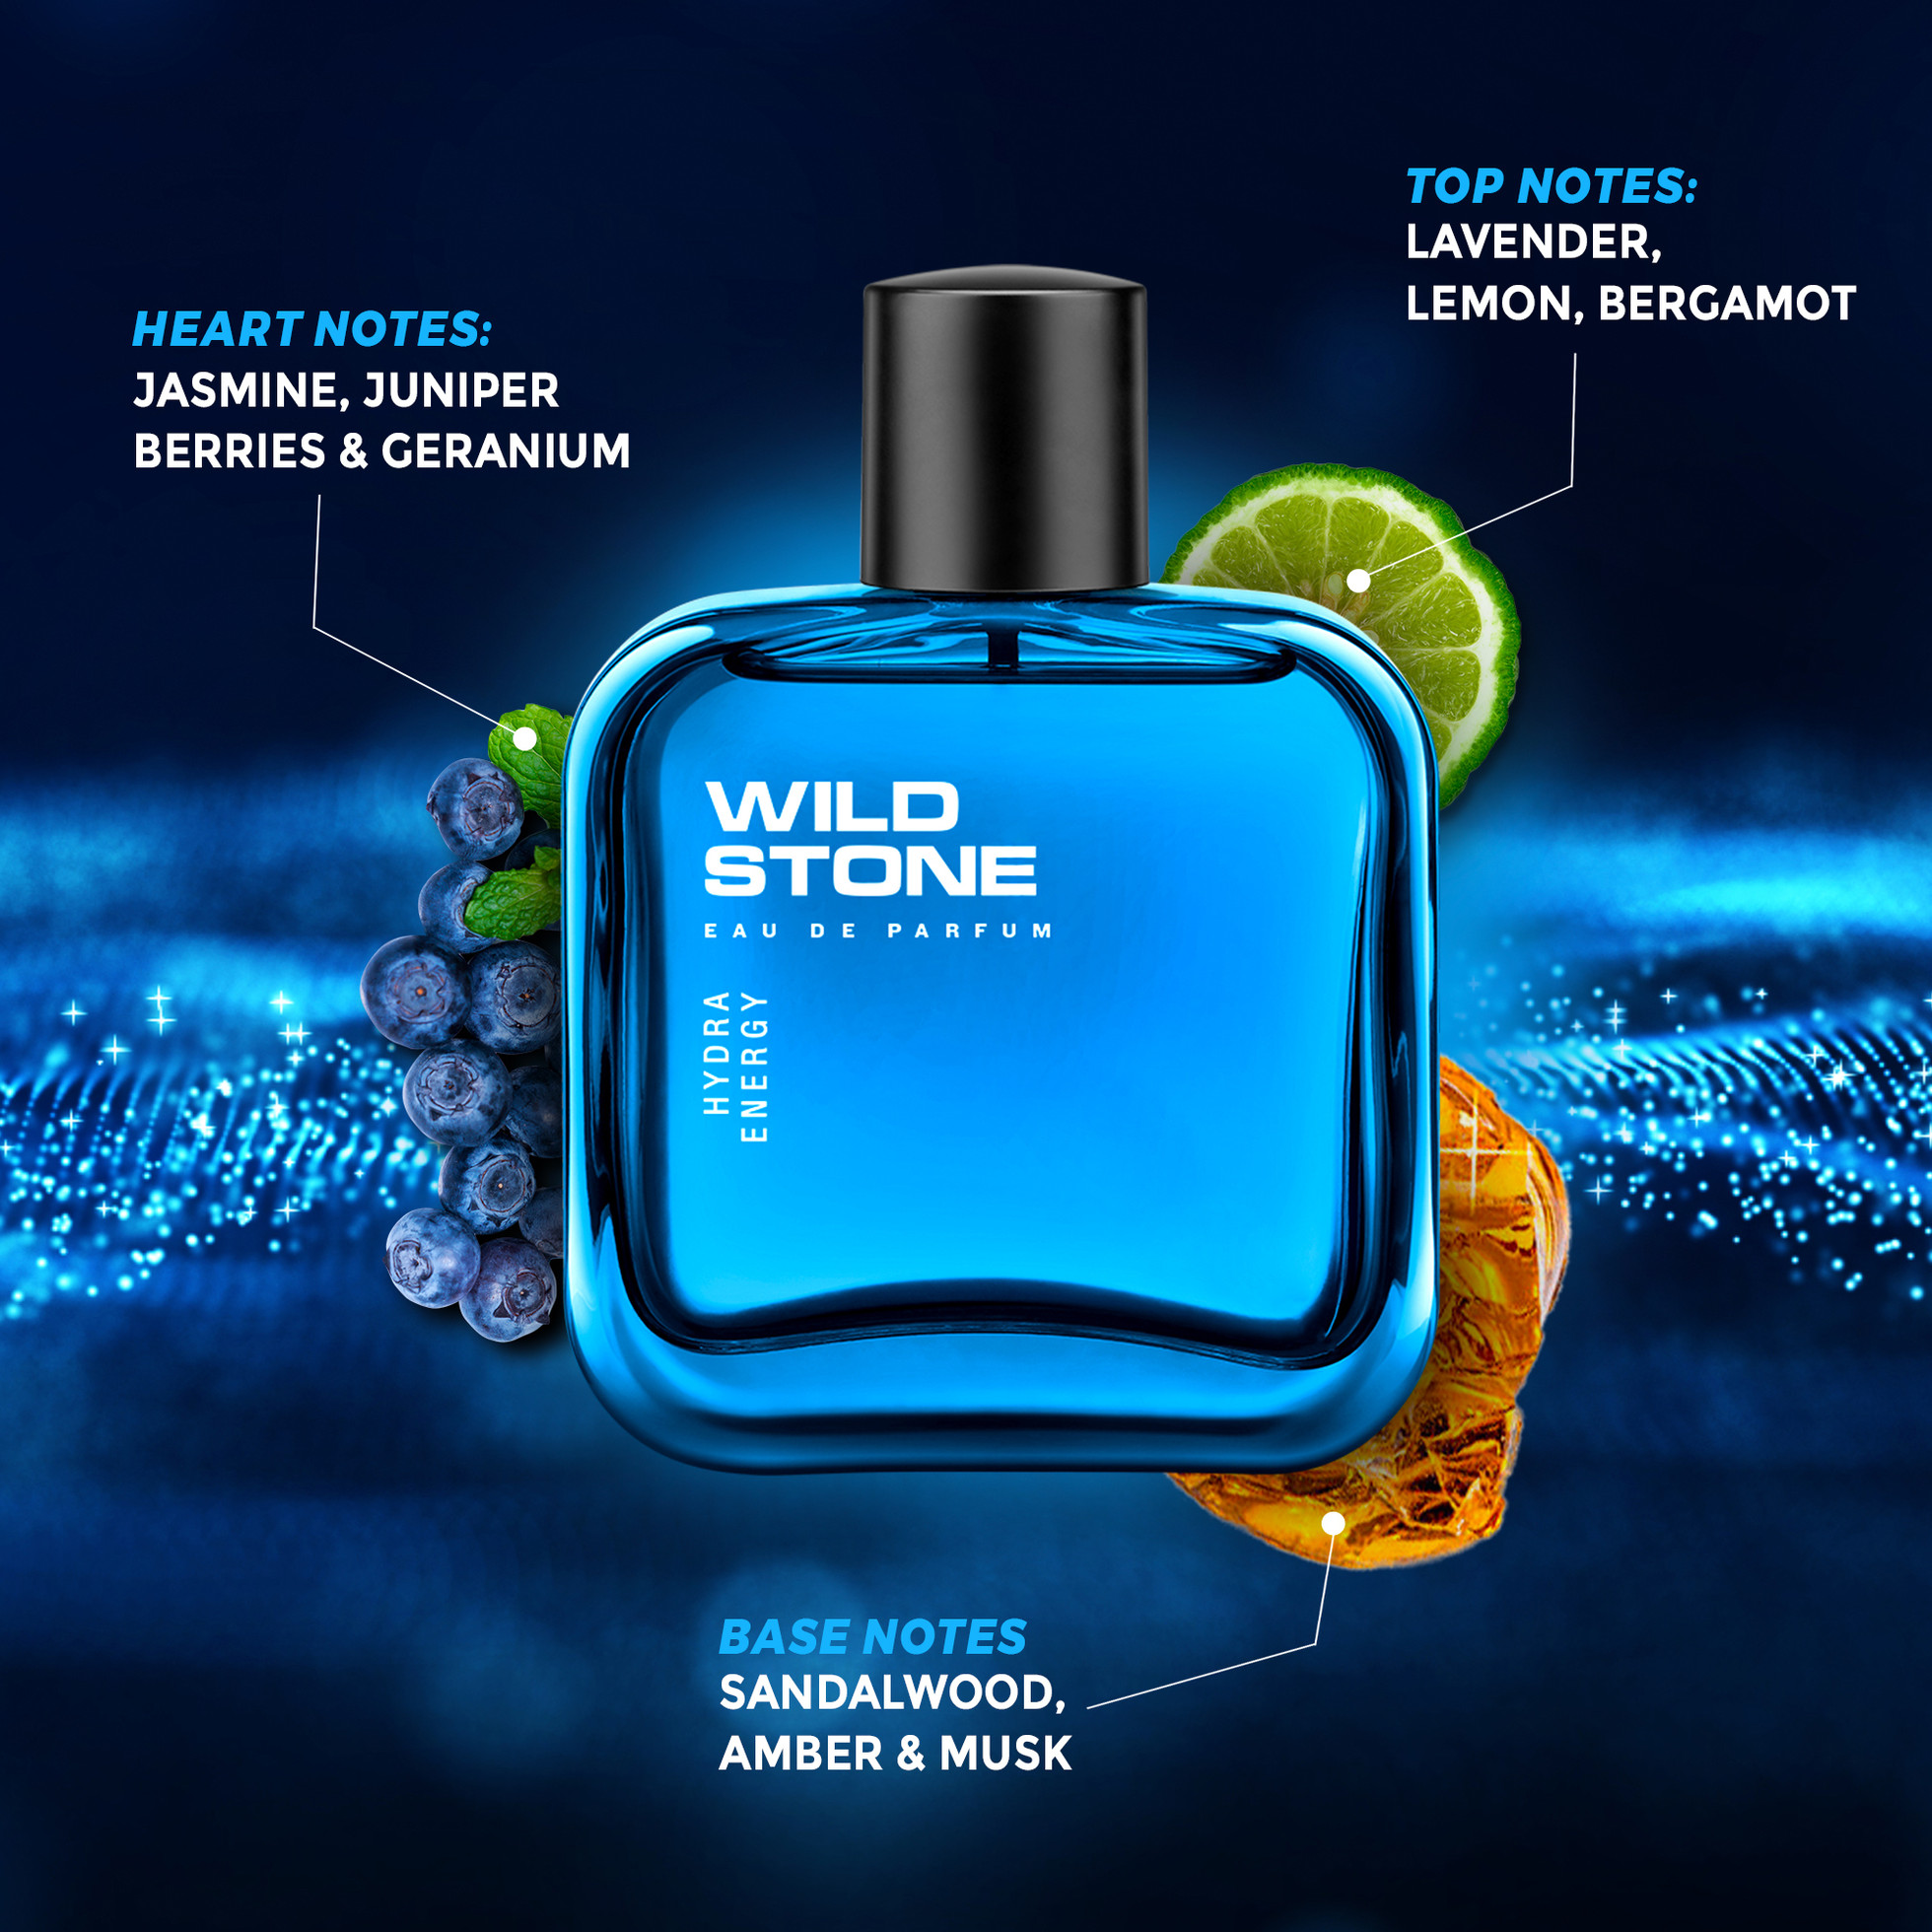 TOP NOTES:
LAVENDER,
LEMON, BERGAMOT
HEART NOTES:
JASMINE, JUNIPER
BERRIES & GERANIUM
WILD
STONE
EAU DE PARFUM
HYDRA
ENERGY
BASE NOTES
SANDALWOOD,
AMBER & MUSK